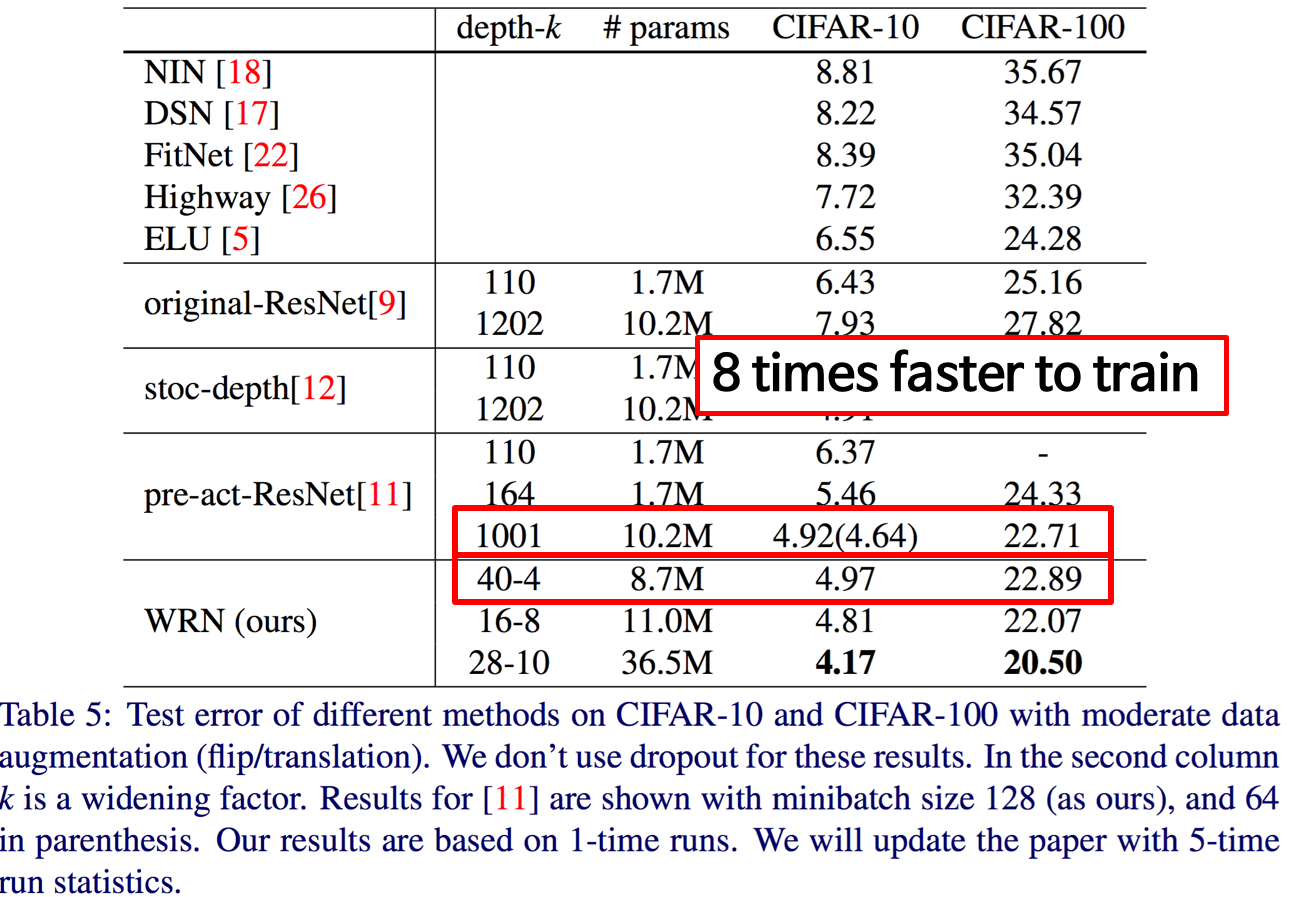 depth-k # params CIFAR-10 CIFAR-100
NIN [18] 8.81 35.67
DSN [17] 8.22 34.57
FitNet [22] 8.39 35.04
Highway [26] 7.72 32.39
ELU [5] 6.55 24.28
original-ResNet[9] 110 1.7M 6.43 25.16
1202 10.2M 7.93 27.82
8 times faster to train
stoc-depth[12] 110 1.7M
1202 10.2M 4.91
pre-act-ResNet[11] 110 1.7M 6.37 -
164 1.7M 5.46 24.33
1001 10.2M 4.92(4.64) 22.71
WRN (ours) 40-4 8.7M 4.97 22.89
16-8 11.0M 4.81 22.07
28-10 36.5M 4.17 20.50
Table 5: Test error of different methods on CIFAR-10 and CIFAR-100 with moderate data
augmentation (flip/translation). We don't use dropout for these results. In the second column
k is a widening factor. Results for [11] are shown with minibatch size 128 (as ours), and 64
in parenthesis. Our results are based on 1-time runs. We will update the paper with 5-time
run statistics.